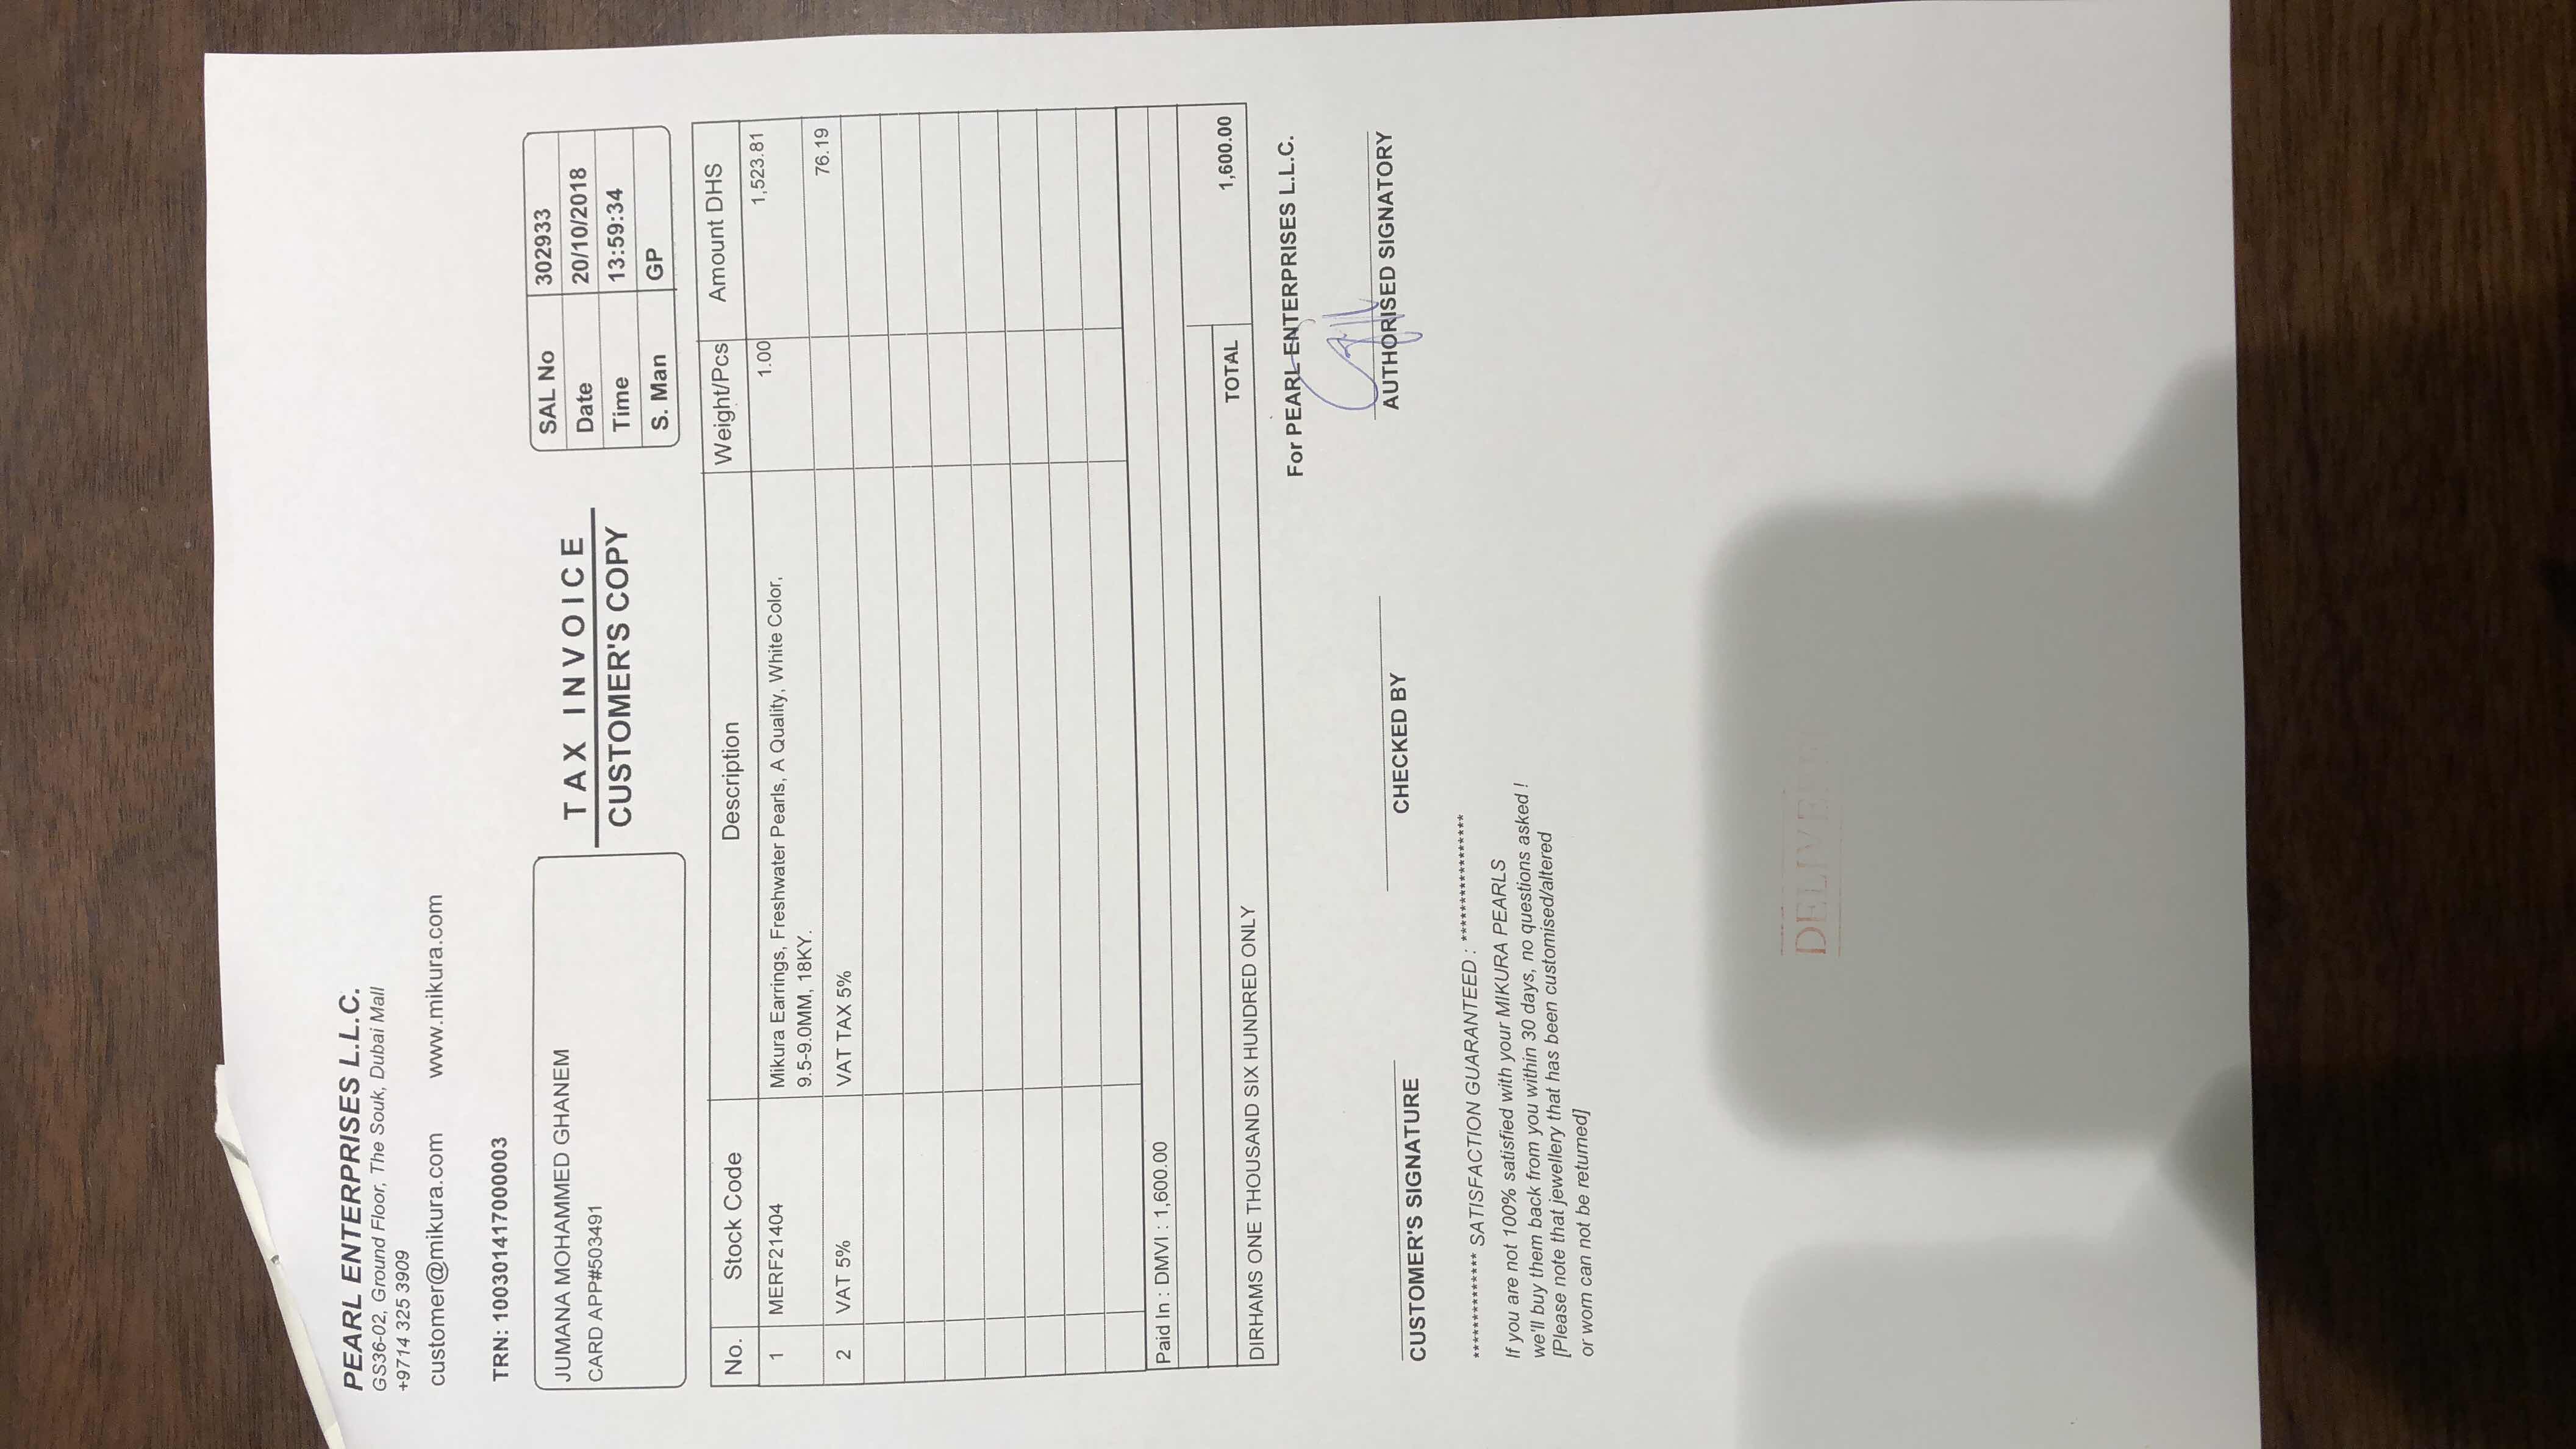 PEARL ENTERPRISES L.L.C.
GS36-02, Ground Floor, The Souk, Dubai Mall
+9714 325 3909
customer@mikura.com www.mikura.com
TRN: 100301417000003
JUMANA MOHAMMED GHANEM
CARD APP#503491
TAX INVOICE
CUSTOMER'S COPY
SAL No 302933
Date 20/10/2018
Time 13:59:34
S. Man GP
No. Stock Code Description Weight/Pcs Amount DHS
1 MERF21404 Mikura Earrings, Freshwater Pearls, A Quality, White Color, 1.00 1,523.81
9.5-9.0MM, 18KY.
2 VAT 5% VAT TAX 5% 76.19
Paid In : DMVI : 1,600.00
DIRHAMS ONE THOUSAND SIX HUNDRED ONLY TOTAL 1,600.00
For PEARL ENTERPRISES L.L.C.
CUSTOMER'S SIGNATURE CHECKED BY AUTHORISED SIGNATORY
************** SATISFACTION GUARANTEED : *****************
If you are not 100% satisfied with your MIKURA PEARLS
we'll buy them back from you within 30 days, no questions asked !
[Please note that jewellery that has been customised/altered
or worn can not be returned]
DELIVERED